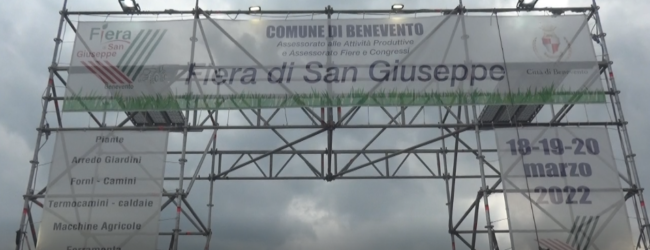 Fiera
di San
Giuseppe
COMUNE DI BENEVENTO
Assessorato alle Attività Produttive
e Assessorato Fiere e Congressi
Fiera di San Giuseppe
Piante
Arredo Giardini
Forni - Camini
Termocamini - caldaie
Macchine Agricole
18-19-20
marzo
2022